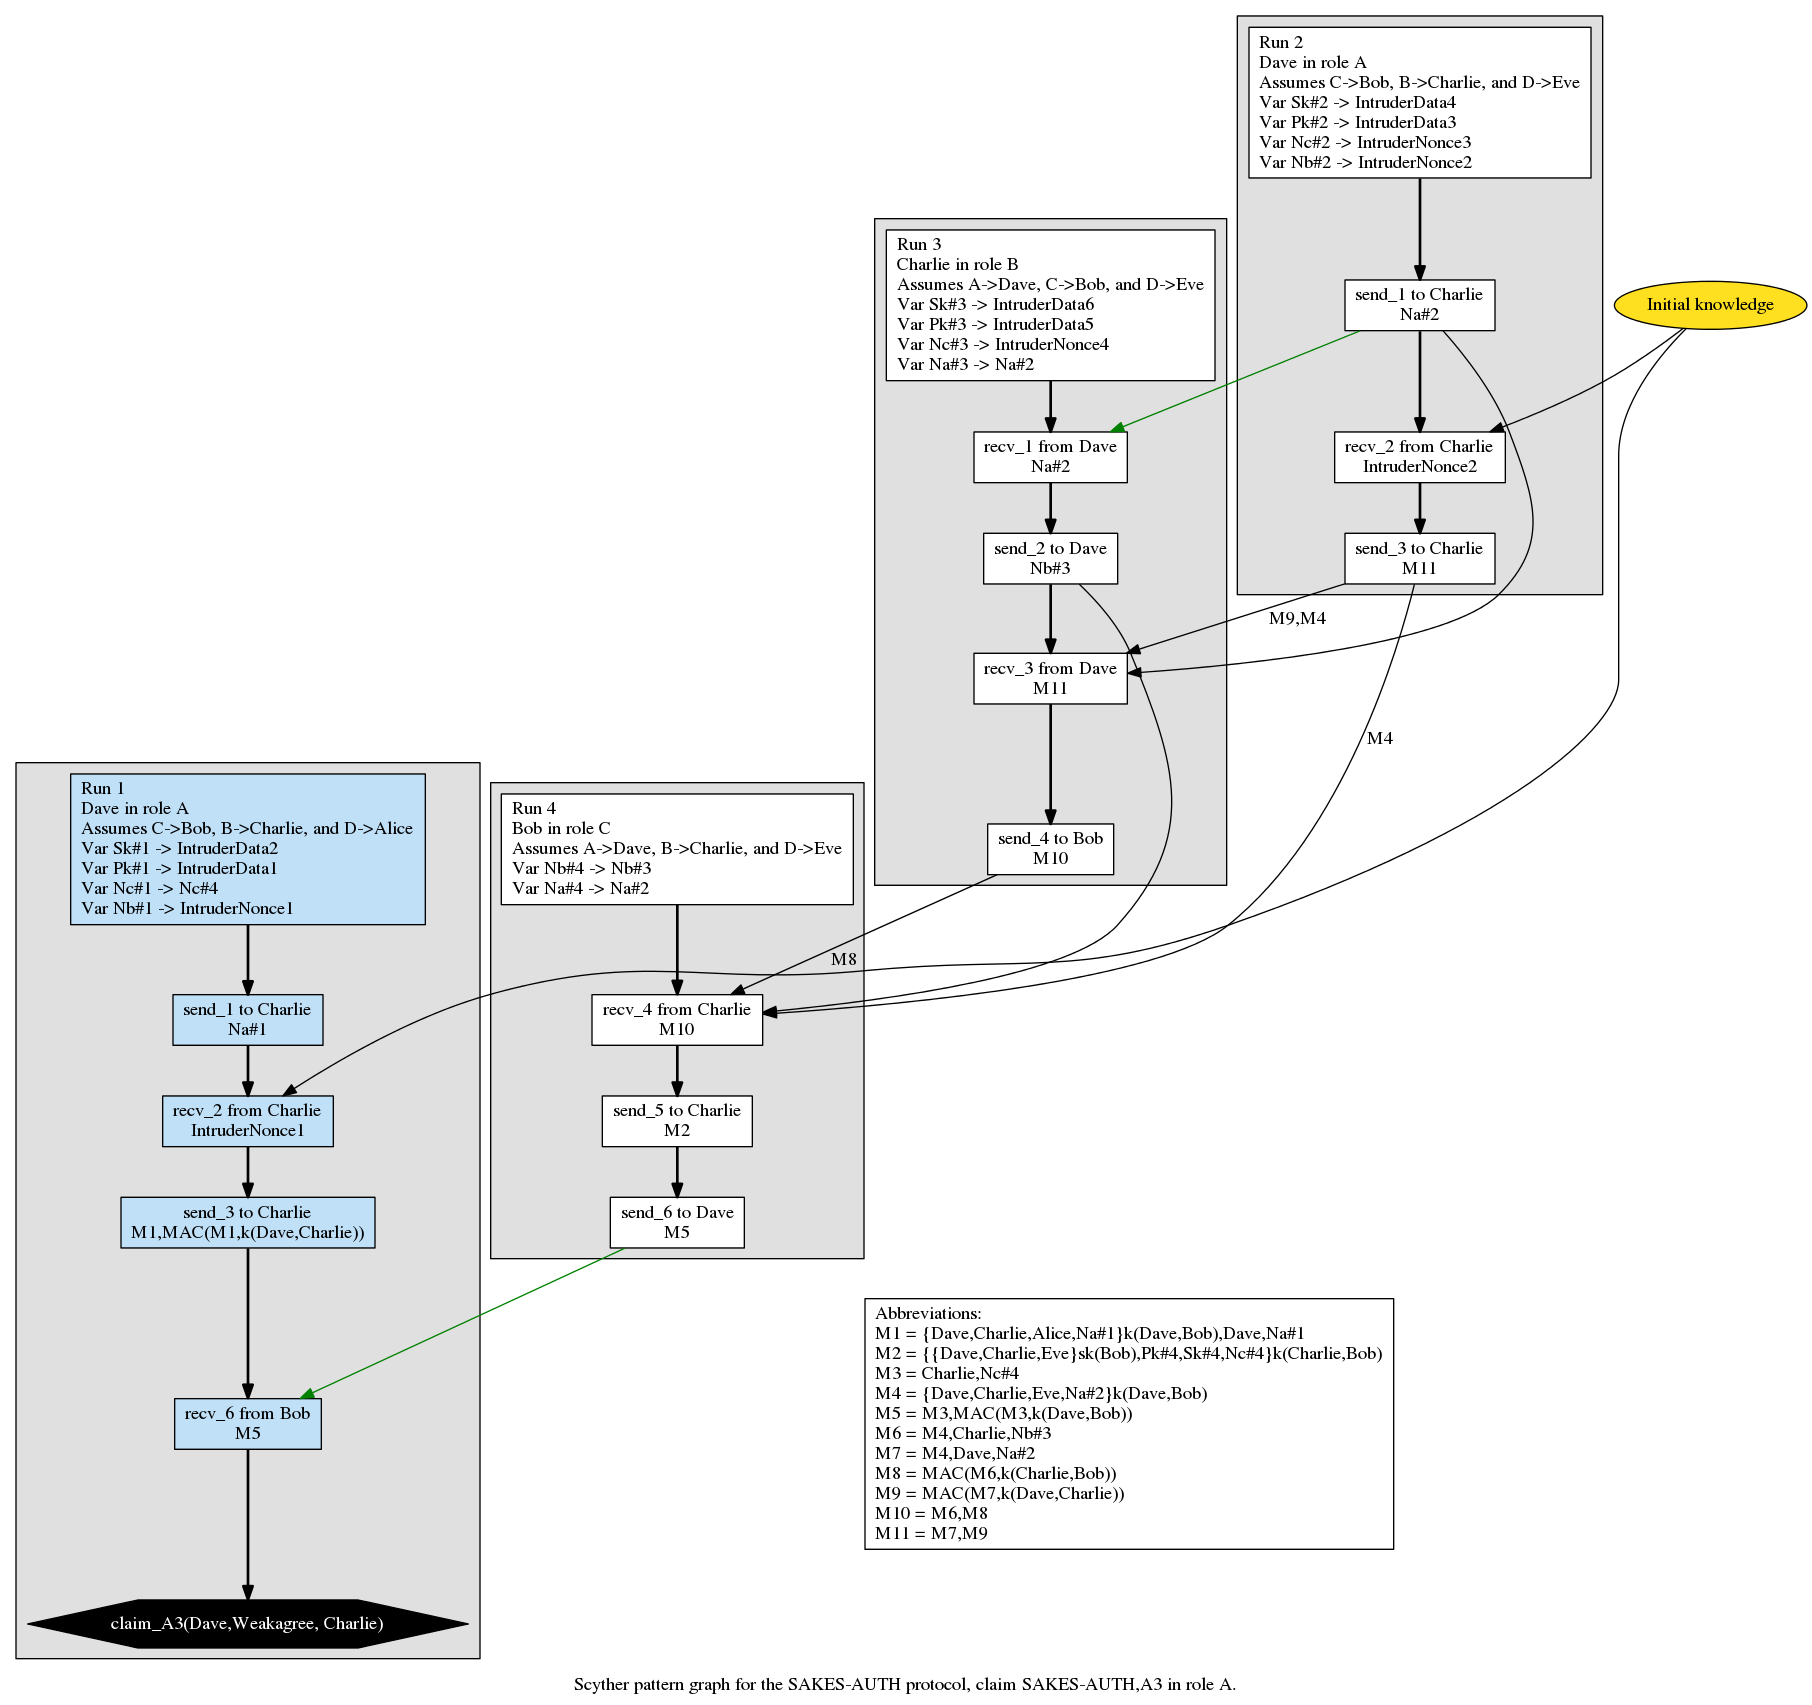 Run 2
Dave in role A
Assumes C->Bob, B->Charlie, and D->Eve
Var Sk#2 -> IntruderData4
Var Pk#2 -> IntruderData3
Var Nc#2 -> IntruderNonce3
Var Nb#2 -> IntruderNonce2
Run 3
Charlie in role B
Assumes A->Dave, C->Bob, and D->Eve
Var Sk#3 -> IntruderData6
Var Pk#3 -> IntruderData5
Var Nc#3 -> IntruderNonce4
Var Na#3 -> Na#2
send_1 to Charlie
Na#2
Initial knowledge
recv_1 from Dave
Na#2
recv_2 from Charlie
IntruderNonce2
send_2 to Dave
Nb#3
send_3 to Charlie
M11
M9,M4
recv_3 from Dave
M11
M4
Run 1
Dave in role A
Assumes C->Bob, B->Charlie, and D->Alice
Var Sk#1 -> IntruderData2
Var Pk#1 -> IntruderData1
Var Nc#1 -> Nc#4
Var Nb#1 -> IntruderNonce1
Run 4
Bob in role C
Assumes A->Dave, B->Charlie, and D->Eve
Var Nb#4 -> Nb#3
Var Na#4 -> Na#2
send_4 to Bob
M10
M8
send_1 to Charlie
Na#1
recv_4 from Charlie
M10
recv_2 from Charlie
IntruderNonce1
send_5 to Charlie
M2
send_3 to Charlie
M1,MAC(M1,k(Dave,Charlie))
send_6 to Dave
M5
recv_6 from Bob
M5
Abbreviations:
M1 = {Dave,Charlie,Alice,Na#1}k(Dave,Bob),Dave,Na#1
M2 = {{Dave,Charlie,Eve}sk(Bob),Pk#4,Sk#4,Nc#4}k(Charlie,Bob)
M3 = Charlie,Nc#4
M4 = {Dave,Charlie,Eve,Na#2}k(Dave,Bob)
M5 = M3,MAC(M3,k(Dave,Bob))
M6 = M4,Charlie,Nb#3
M7 = M4,Dave,Na#2
M8 = MAC(M6,k(Charlie,Bob))
M9 = MAC(M7,k(Dave,Charlie))
M10 = M6,M8
M11 = M7,M9
claim_A3(Dave,Weakagree, Charlie)
Scyther pattern graph for the SAKES-AUTH protocol, claim SAKES-AUTH,A3 in role A.